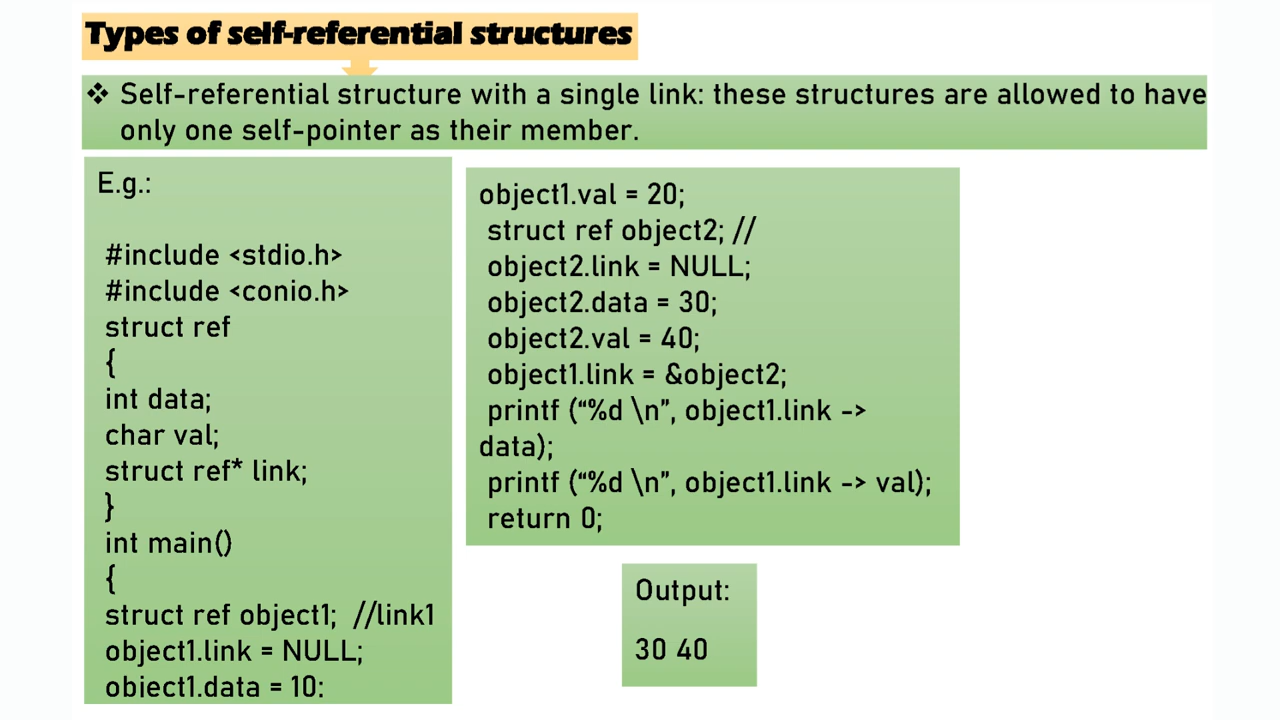 Types of self-referential structures
❖ Self-referential structure with a single link: these structures are allowed to have
only one self-pointer as their member.
E.g.:
#include <stdio.h>
#include <conio.h>
struct ref
{
int data;
char val;
struct ref* link;
}
int main()
{
struct ref object1; //link1
object1.link = NULL;
object1.data = 10;
object1.val = 20;
struct ref object2; //
object2.link = NULL;
object2.data = 30;
object2.val = 40;
object1.link = &object2;
printf (“%d \n”, object1.link ->
data);
printf (“%d \n”, object1.link -> val);
return 0;
Output:
30 40